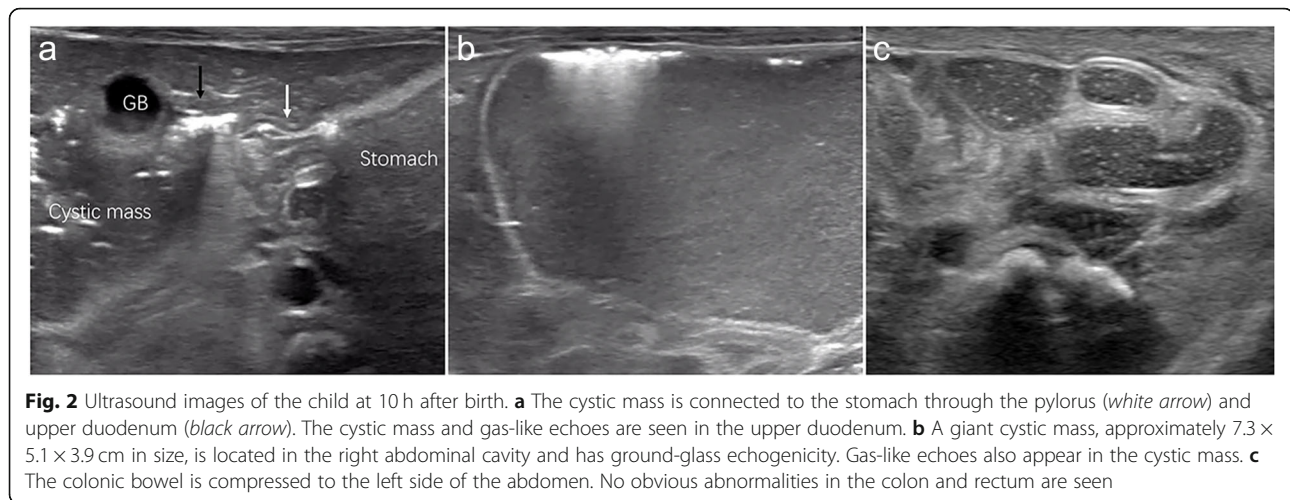 a
b
c
GB
Stomach
Cystic mass
Fig. 2 Ultrasound images of the child at 10 h after birth. a The cystic mass is connected to the stomach through the pylorus (white arrow) and
upper duodenum (black arrow). The cystic mass and gas-like echoes are seen in the upper duodenum. b A giant cystic mass, approximately 7.3 ×
5.1 × 3.9 cm in size, is located in the right abdominal cavity and has ground-glass echogenicity. Gas-like echoes also appear in the cystic mass. c
The colonic bowel is compressed to the left side of the abdomen. No obvious abnormalities in the colon and rectum are seen